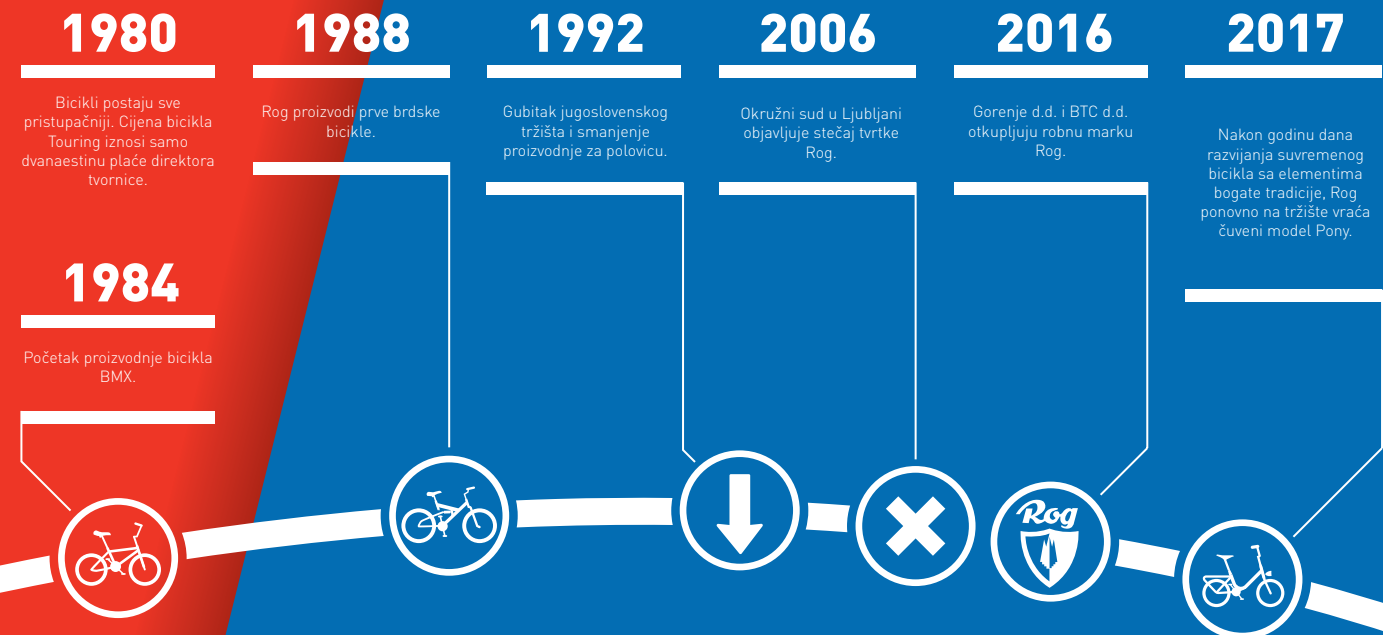 1980
Bicikli postaju sve
pristupačniji. Cijena bicikla
Touring iznosi samo
dvanaestinu plaće direktora
tvornice.
1984
Početak proizvodnje bicikla
BMX.
1988
Rog proizvodi prve brdske
bicikle.
1992
Gubitak jugoslovenskog
tržišta i smanjenje
proizvodnje za polovicu.
2006
Okružni sud u Ljubljani
objavljuje stečaj tvrtke
Rog.
2016
Gorenje d.d. i BTC d.d.
otkupljuju robnu marku
Rog.
2017
Nakon godinu dana
razvijanja suvremenog
bicikla sa elementima
bogate tradicije, Rog
ponovno na tržište vraća
čuveni model Pony.
Rog